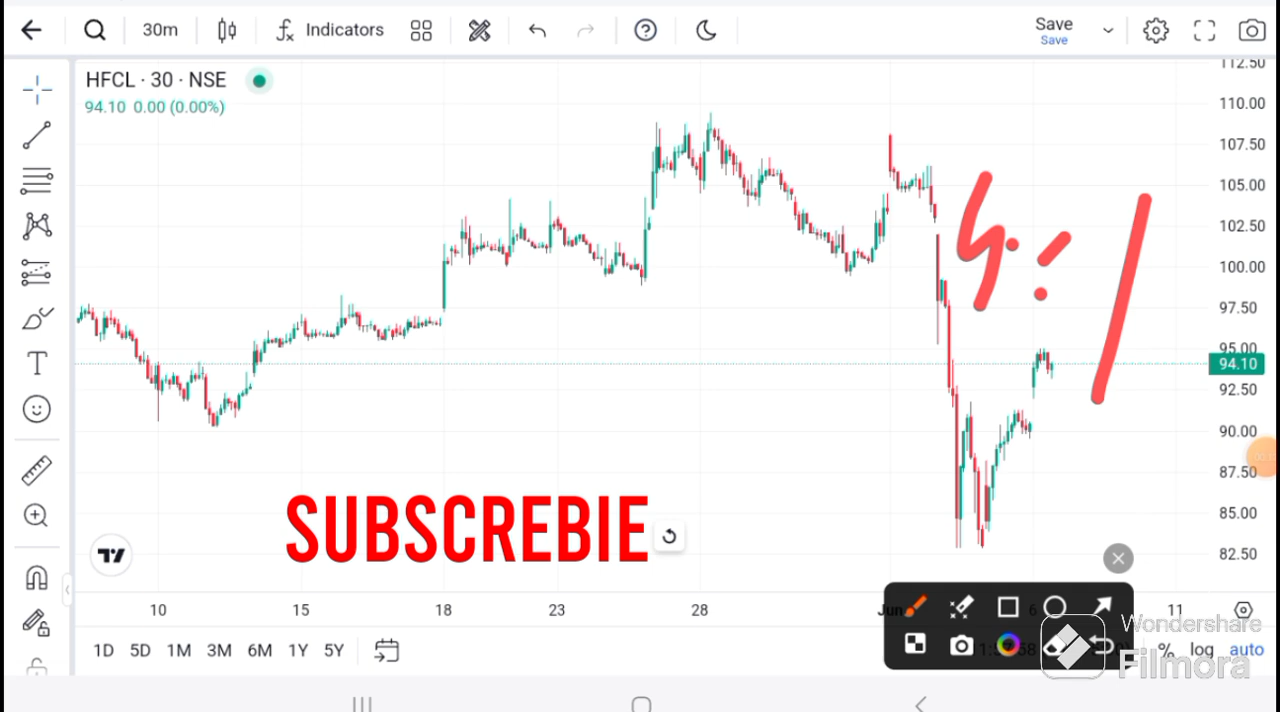 30m Indicators Save
Save
HFCL · 30 · NSE
94.10 0.00 (0.00%)
112.50
110.00
107.50
105.00
102.50
100.00
97.50
95.00
94.10
92.50
90.00
87.50
85.00
82.50
SUBSCREBIE
10 15 18 23 28 Jun 6 11
1D 5D 1M 3M 6M 1Y 5Y % log auto
Wondershare
Filmora